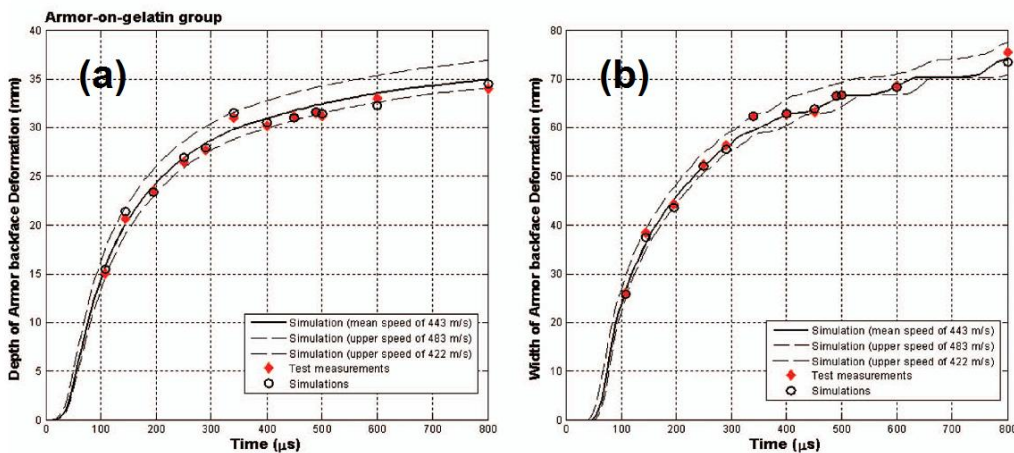 Armor-on-gelatin group
(a)
Depth of Armor backface Deformation (mm)
40
35
30
25
20
15
10
5
0
Simulation (mean speed of 443 m/s)
Simulation (upper speed of 483 m/s)
Simulation (upper speed of 422 m/s)
Test measurements
Simulations
0 100 200 300 400 500 600 700 800
Time (µs)
(b)
Width of Armor backface Deformation (mm)
80
70
60
50
40
30
20
10
0
Simulation (mean speed of 443 m/s)
Simulation (upper speed of 483 m/s)
Simulation (upper speed of 422 m/s)
Test measurements
Simulations
0 100 200 300 400 500 600 700 800
Time (µs)